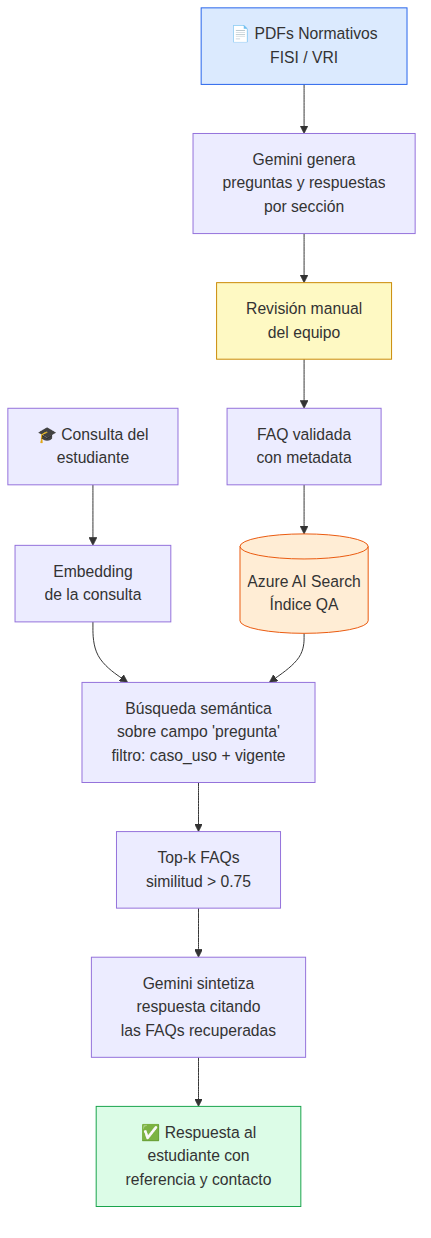 📄 PDFs Normativos
FISI / VRI
Gemini genera
preguntas y respuestas
por sección
Revisión manual
del equipo
🎓 Consulta del
estudiante
FAQ validada
con metadata
Embedding
de la consulta
Azure AI Search
Índice QA
Búsqueda semántica
sobre campo 'pregunta'
filtro: caso_uso + vigente
Top-k FAQs
similitud > 0.75
Gemini sintetiza
respuesta citando
las FAQs recuperadas
✅ Respuesta al
estudiante con
referencia y contacto